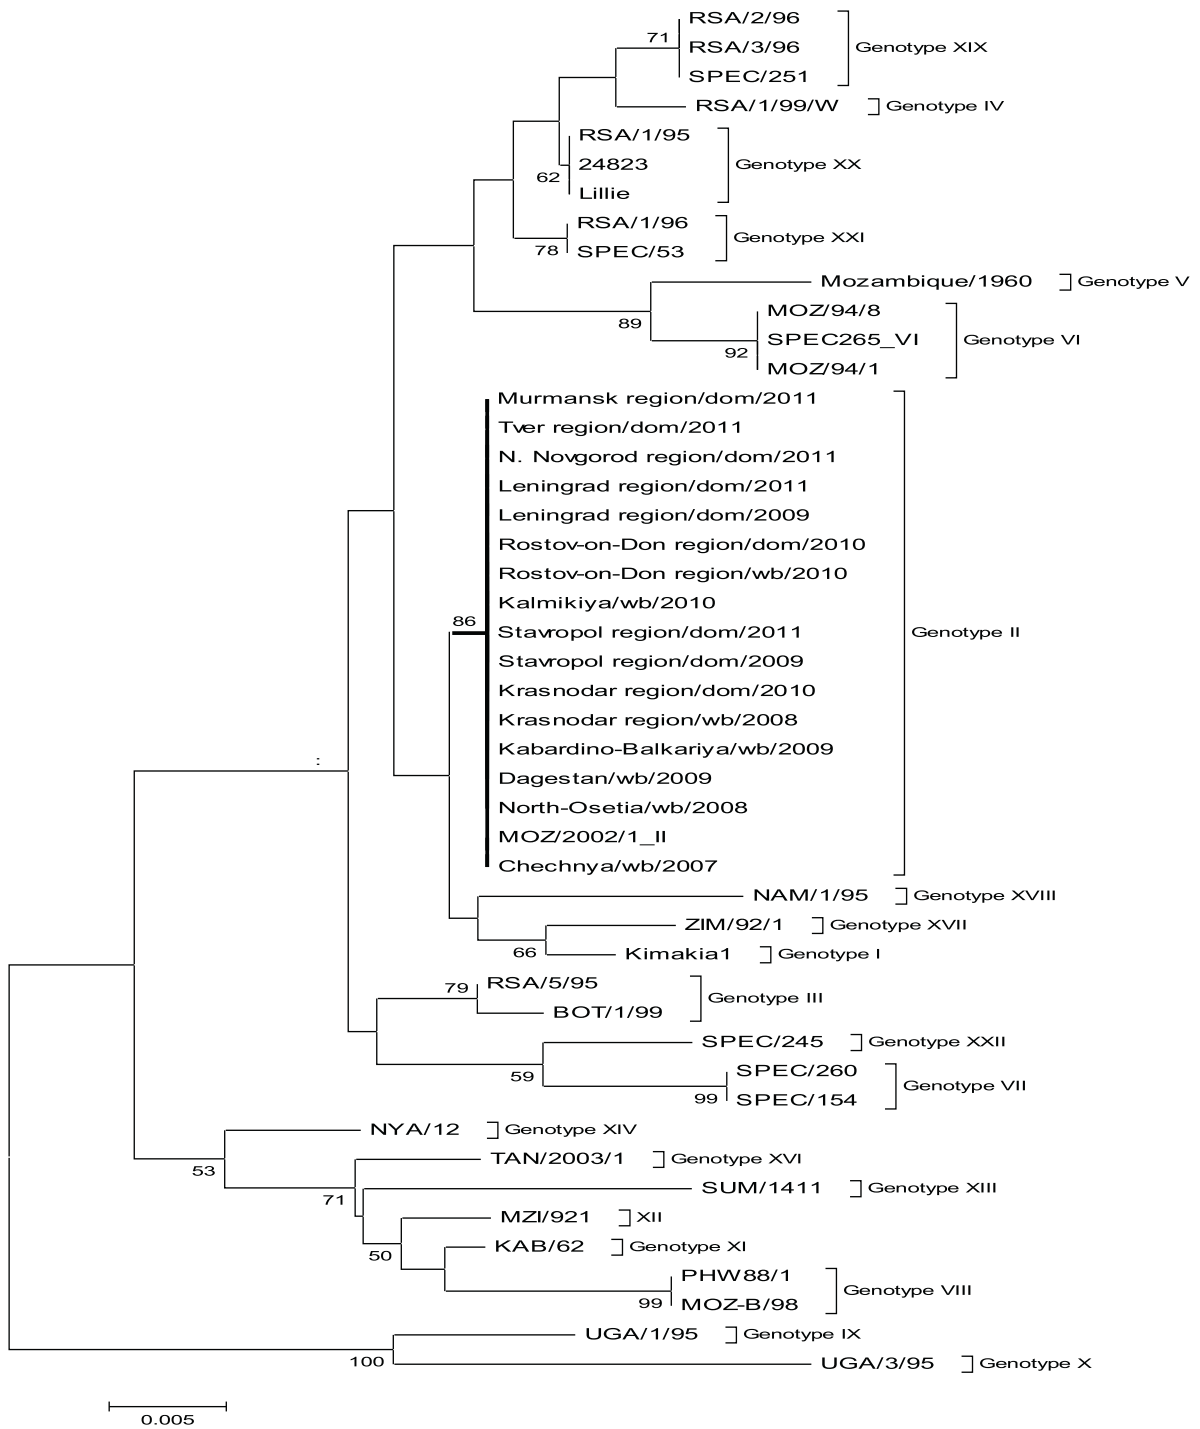 RSA/2/96
71
RSA/3/96
Genotype XIX
SPEC/251
RSA/1/99/W
Genotype IV
RSA/1/95
24823
Genotype XX
62
Lillie
RSA/1/96
Genotype XXI
78
SPEC/53
Mozambique/1960
Genotype V
MOZ/94/8
89
SPEC265_VI
Genotype VI
92
MOZ/94/1
Murmansk region/dom/2011
Tver region/dom/2011
N. Novgorod region/dom/2011
Leningrad region/dom/2011
Leningrad region/dom/2009
Rostov-on-Don region/dom/2010
Rostov-on-Don region/wb/2010
Kalmikiya/wb/2010
86
Stavropol region/dom/2011
Genotype II
Stavropol region/dom/2009
Krasnodar region/dom/2010
Krasnodar region/wb/2008
Kabardino-Balkariya/wb/2009
:
Dagestan/wb/2009
North-Osetia/wb/2008
MOZ/2002/1_II
Chechnya/wb/2007
NAM/1/95
Genotype XVIII
ZIM/92/1
Genotype XVII
66
Kimakia1
Genotype I
79
RSA/5/95
Genotype III
BOT/1/99
SPEC/245
Genotype XXII
59
SPEC/260
Genotype VII
99
SPEC/154
NYA/12
Genotype XIV
53
TAN/2003/1
Genotype XVI
71
SUM/1411
Genotype XIII
MZI/921
XII
50
KAB/62
Genotype XI
PHW88/1
Genotype VIII
99
MOZ-B/98
UGA/1/95
Genotype IX
100
UGA/3/95
Genotype X
0.005